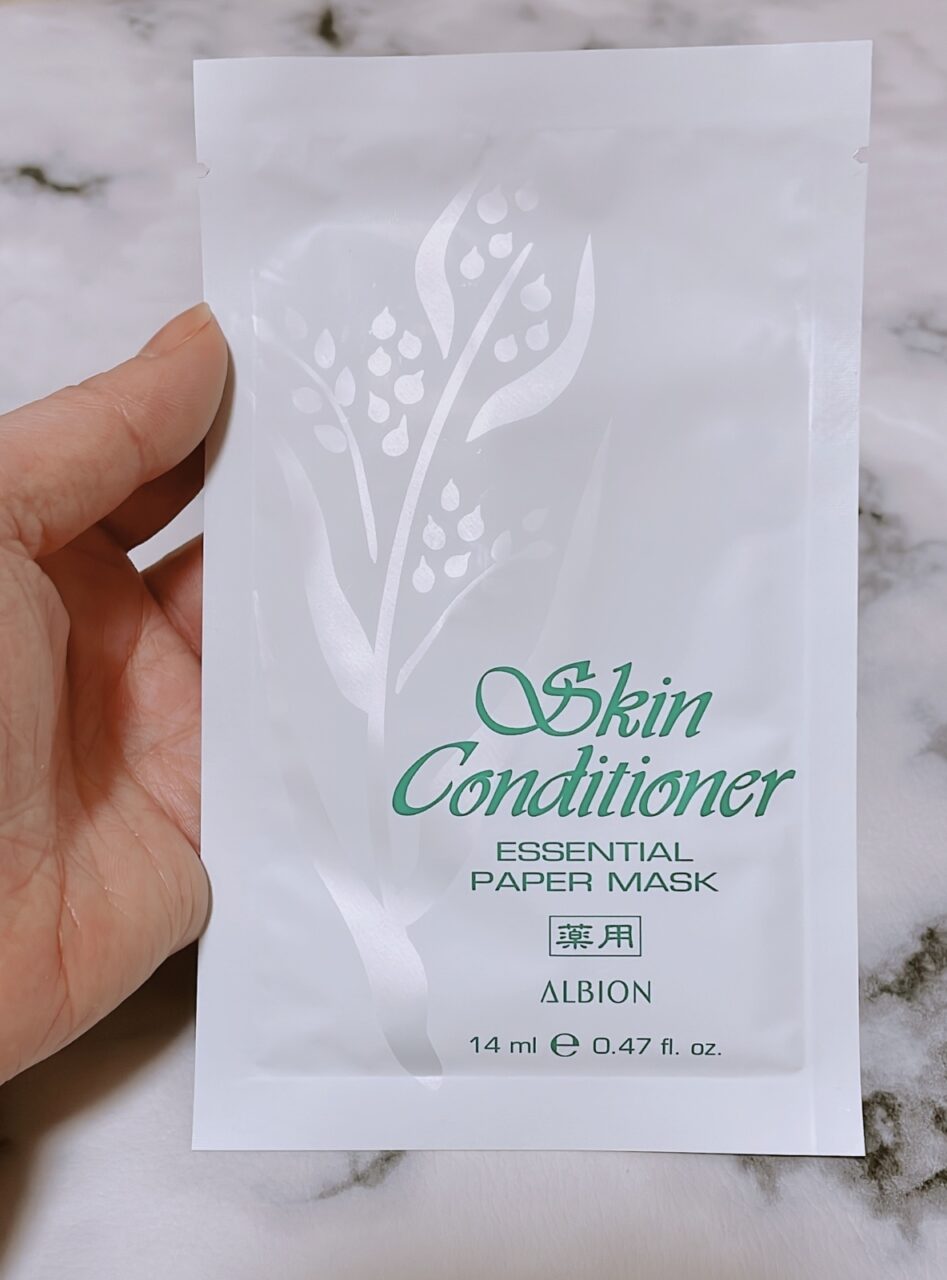 Skin
Conditioner
ESSENTIAL
PAPER MASK
薬用
ALBION
14 ml ℮ 0.47 fl. oz.